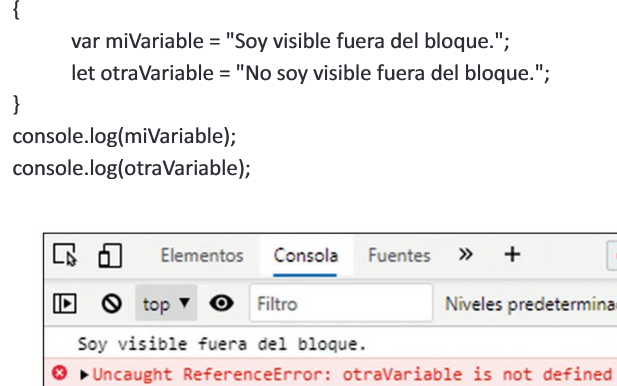 {
var miVariable = "Soy visible fuera del bloque.";
let otraVariable = "No soy visible fuera del bloque.";
}
console.log(miVariable);
console.log(otraVariable);
Elementos Consola Fuentes » +
top ▼ Filtro Niveles predetermina
Soy visible fuera del bloque.
▶Uncaught ReferenceError: otraVariable is not defined